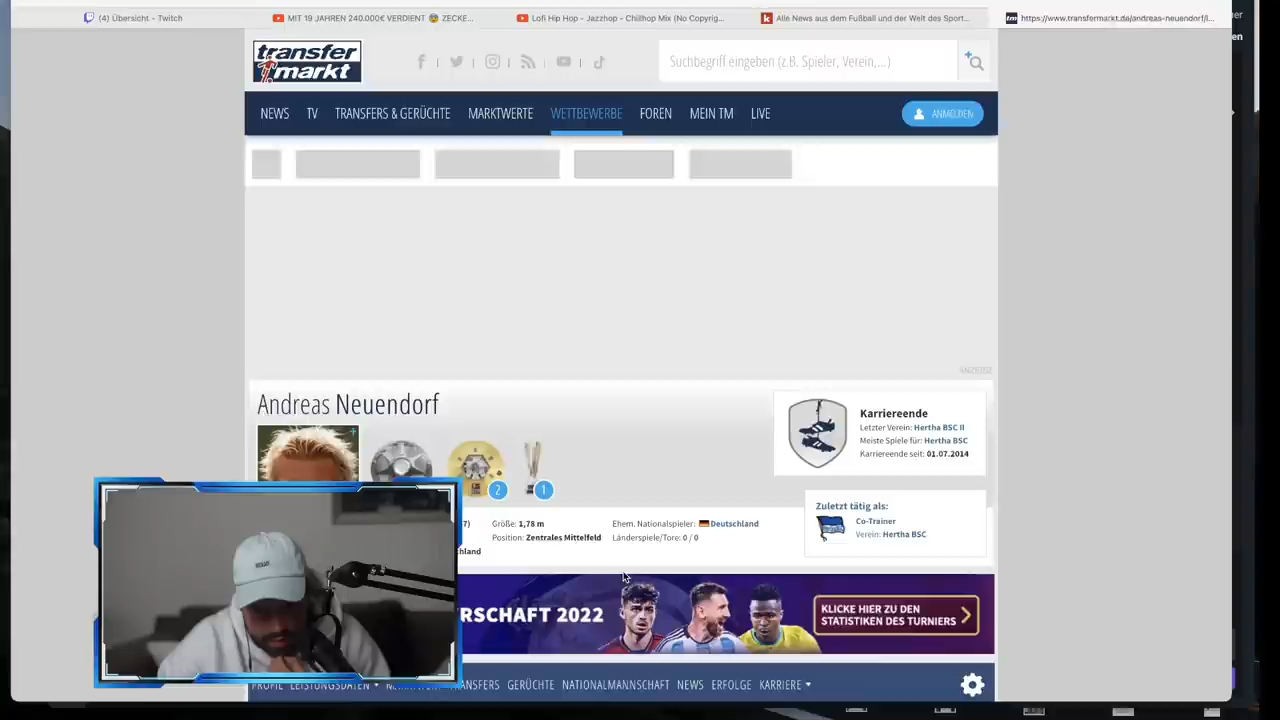 (4) Übersicht - Twitch
MIT 19 JAHREN 240.000€ VERDIENT 😨 ZECKE...
Lofi Hip Hop - Jazzhop - Chillhop Mix (No Copyrig...
Alle News aus dem Fußball und der Welt des Sport...
https://www.transfermarkt.de/andreas-neuendorf/l...
transfer
markt
Suchbegriff eingeben (z.B. Spieler, Verein,...)
NEWS TV TRANSFERS & GERÜCHTE MARKTWERTE WETTBEWERBE FOREN MEIN TM LIVE ANMELDEN
ANZEIGE
Andreas Neuendorf
Karriereende
Letzter Verein: Hertha BSC II
Meiste Spiele für: Hertha BSC
Karriereende seit: 01.07.2014
2
1
7) Größe: 1,78 m Ehem. Nationalspieler: Deutschland
Position: Zentrales Mittelfeld Länderspiele/Tore: 0 / 0
chland
Zuletzt tätig als:
Co-Trainer
Verein: Hertha BSC
ERSCHAFT 2022
KLICKE HIER ZU DEN
STATISTIKEN DES TURNIERS
PROFIL LEISTUNGSDATEN TRANSFERS GERÜCHTE NATIONALMANNSCHAFT NEWS ERFOLGE KARRIERE